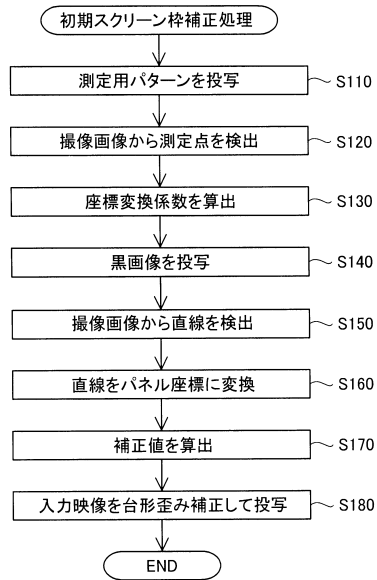 初期スクリーン枠補正処理
測定用パターンを投写 S110
撮像画像から測定点を検出 S120
座標変換係数を算出 S130
黒画像を投写 S140
撮像画像から直線を検出 S150
直線をパネル座標に変換 S160
補正値を算出 S170
入力映像を台形歪み補正して投写 S180
END